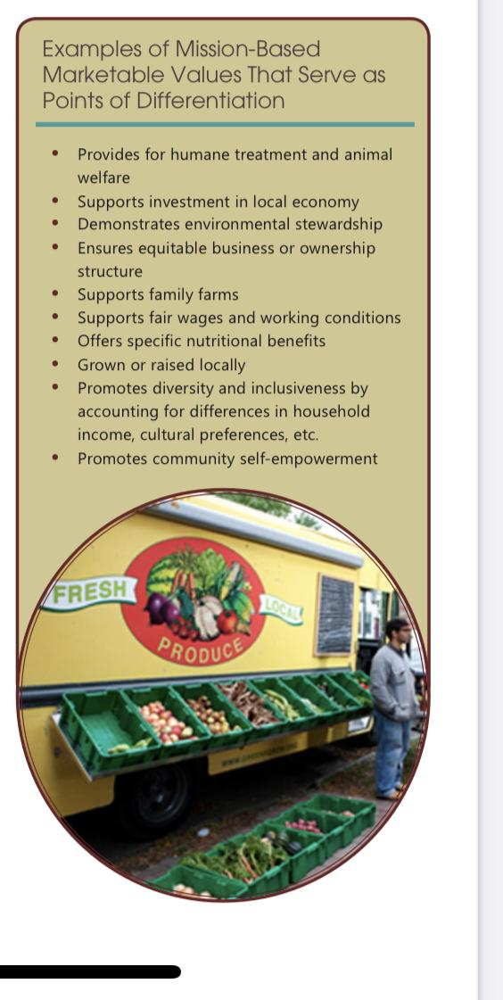 Examples of Mission-Based
Marketable Values That Serve as
Points of Differentiation
• Provides for humane treatment and animal
welfare
• Supports investment in local economy
• Demonstrates environmental stewardship
• Ensures equitable business or ownership
structure
• Supports family farms
• Supports fair wages and working conditions
• Offers specific nutritional benefits
• Grown or raised locally
• Promotes diversity and inclusiveness by
accounting for differences in household
income, cultural preferences, etc.
• Promotes community self-empowerment
FRESH
LOCAL
PRODUCE